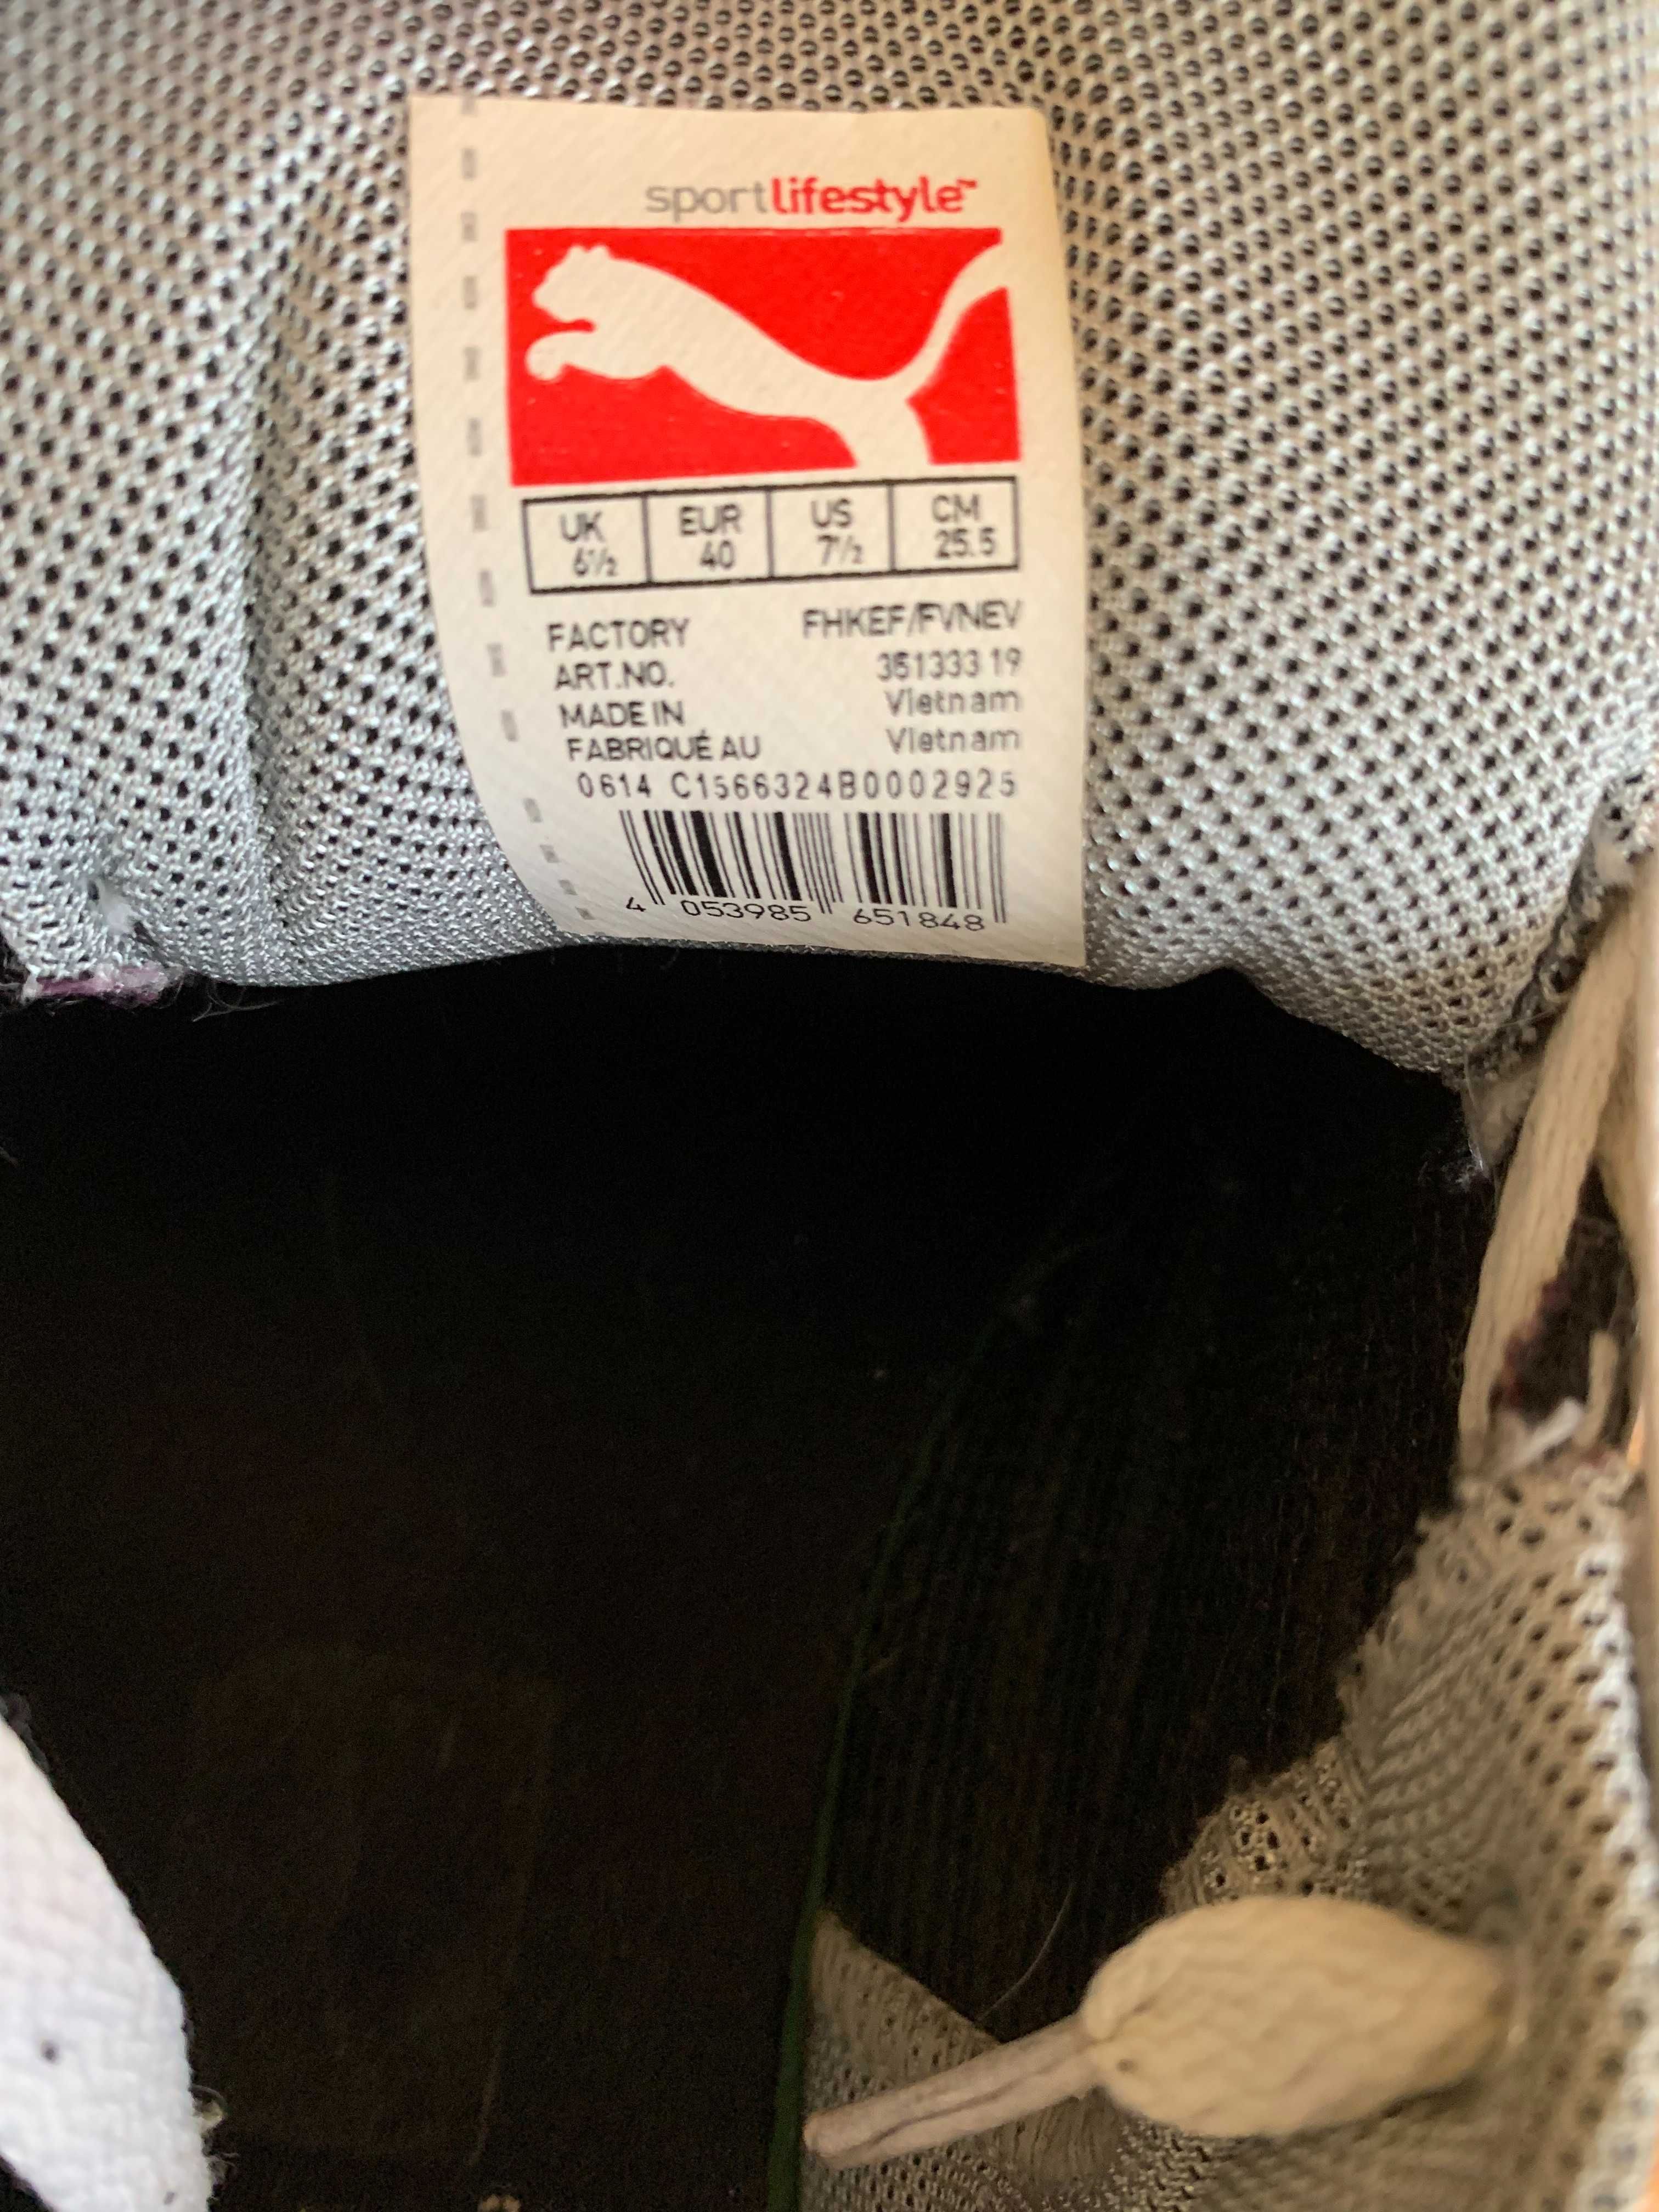 sportlifestyle™
UK EUR US CM
6½ 40 7½ 25.5
FACTORY FHKEF/FVNEV
ART.NO. 351333 19
MADE IN Vietnam
FABRIQUÉ AU Vietnam
0614 C1566324B0002925
4 053985 651848